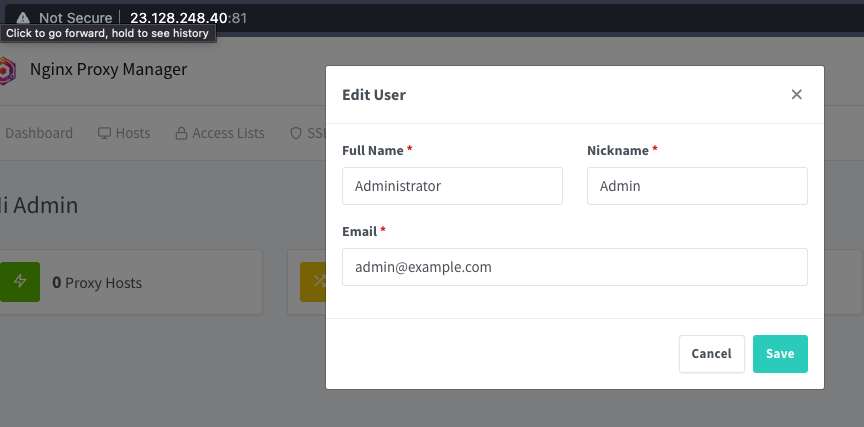 Not Secure | 23.128.248.40:81
Click to go forward, hold to see history
Nginx Proxy Manager
Dashboard Hosts Access Lists
Edit User ×
Full Name * Nickname *
Administrator Admin
Email *
admin@example.com
Cancel Save
Admin
0 Proxy Hosts